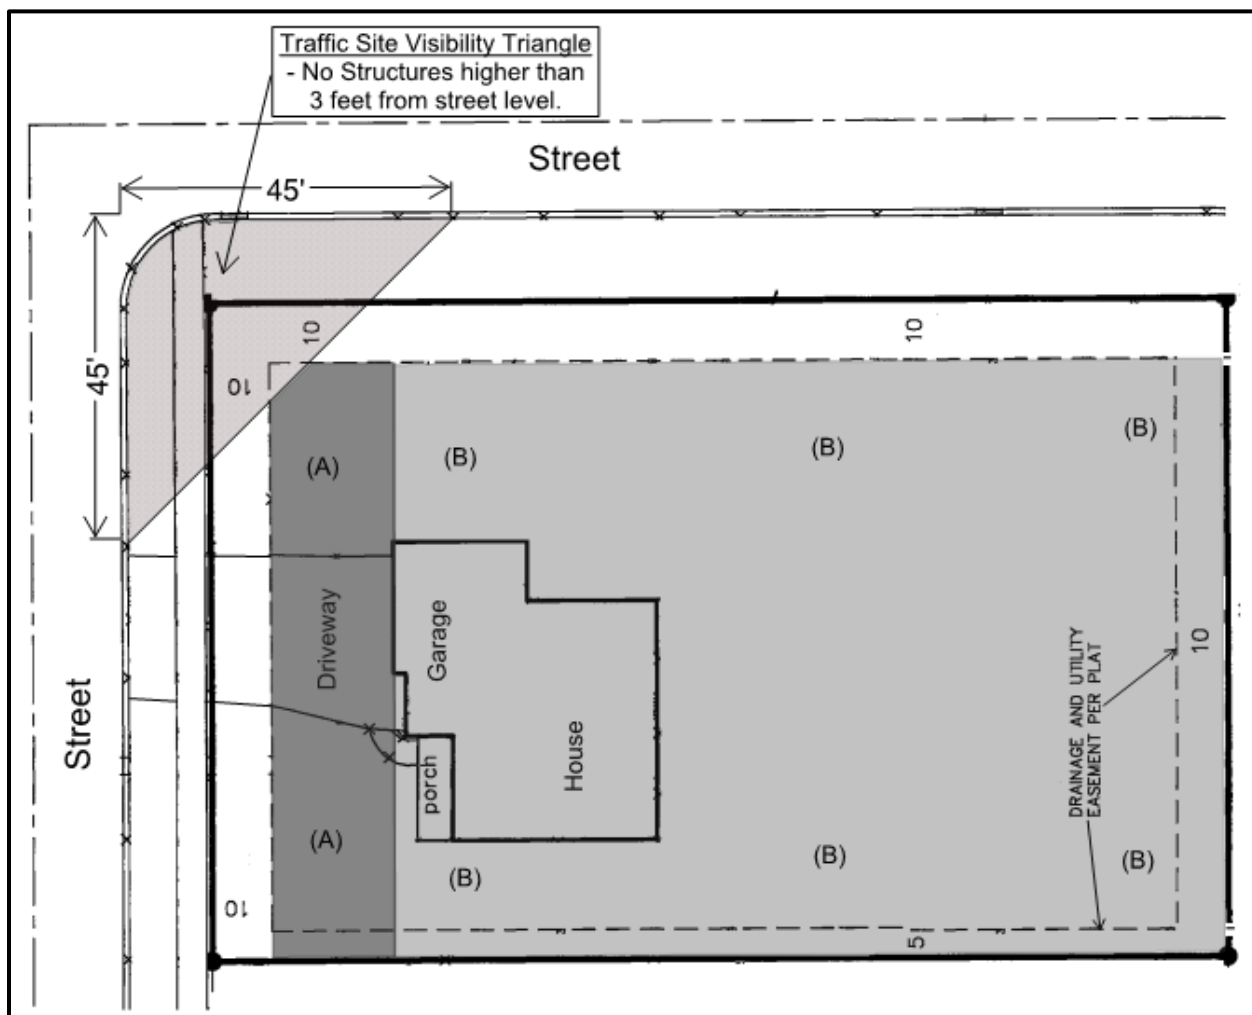 Traffic Site Visibility Triangle
- No Structures higher than
3 feet from street level.
Street
45'
45'
10
10
10
(A)
(B)
(B)
(B)
Driveway
Garage
House
porch
Street
DRAINAGE AND UTILITY
EASEMENT PER PLAT
10
(A)
(B)
(B)
(B)
10
5